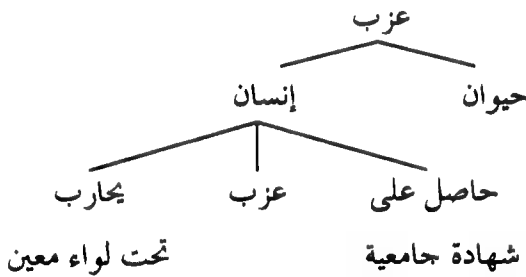 عزب
حيوان
إنسان
حاصل على
عزب
يحارب
شهادة جامعية
تحت لواء معين